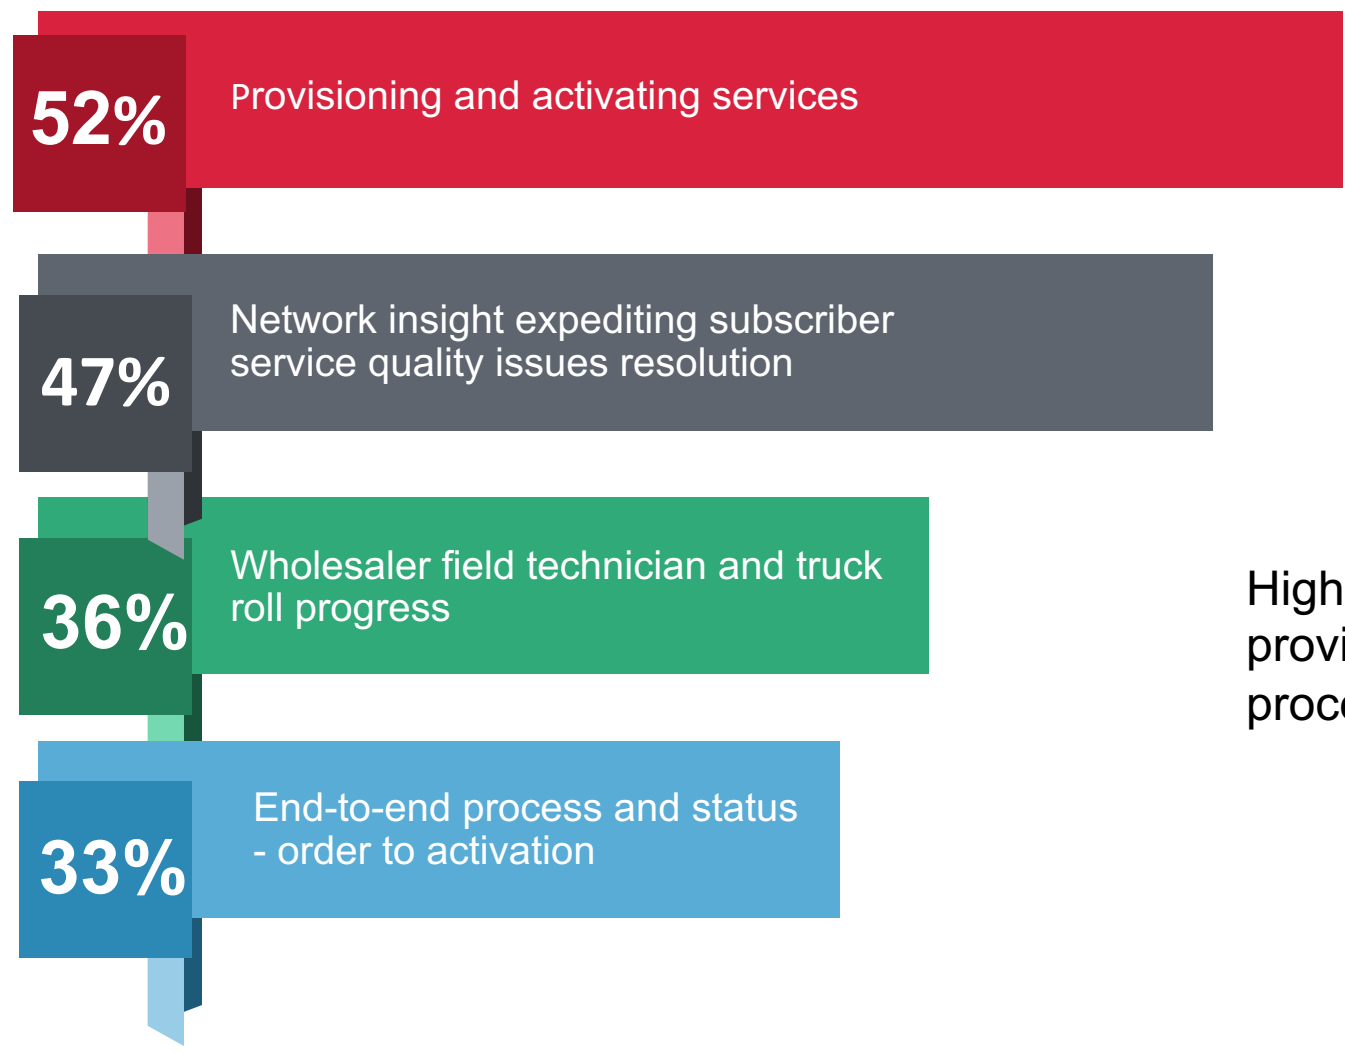 52%
Provisioning and activating services
47%
Network insight expediting subscriber
service quality issues resolution
36%
Wholesaler field technician and truck
roll progress
33%
End-to-end process and status
- order to activation
High